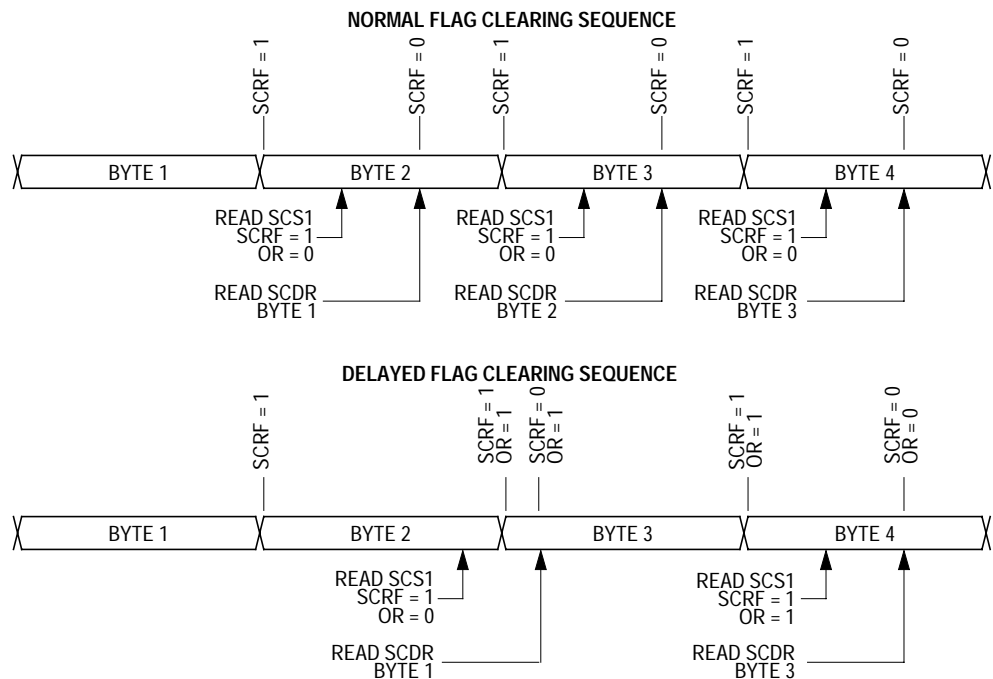 NORMAL FLAG CLEARING SEQUENCE
SCRF = 1
SCRF = 0
SCRF = 1
SCRF = 0
SCRF = 1
SCRF = 0
BYTE 1
BYTE 2
BYTE 3
BYTE 4
READ SCS1
SCRF = 1
OR = 0
READ SCS1
SCRF = 1
OR = 0
READ SCS1
SCRF = 1
OR = 0
READ SCDR
BYTE 1
READ SCDR
BYTE 2
READ SCDR
BYTE 3
DELAYED FLAG CLEARING SEQUENCE
SCRF = 1
SCRF = 1
OR = 1
SCRF = 0
OR = 1
SCRF = 1
OR = 1
SCRF = 0
OR = 0
BYTE 1
BYTE 2
BYTE 3
BYTE 4
READ SCS1
SCRF = 1
OR = 0
READ SCS1
SCRF = 1
OR = 1
READ SCDR
BYTE 1
READ SCDR
BYTE 3